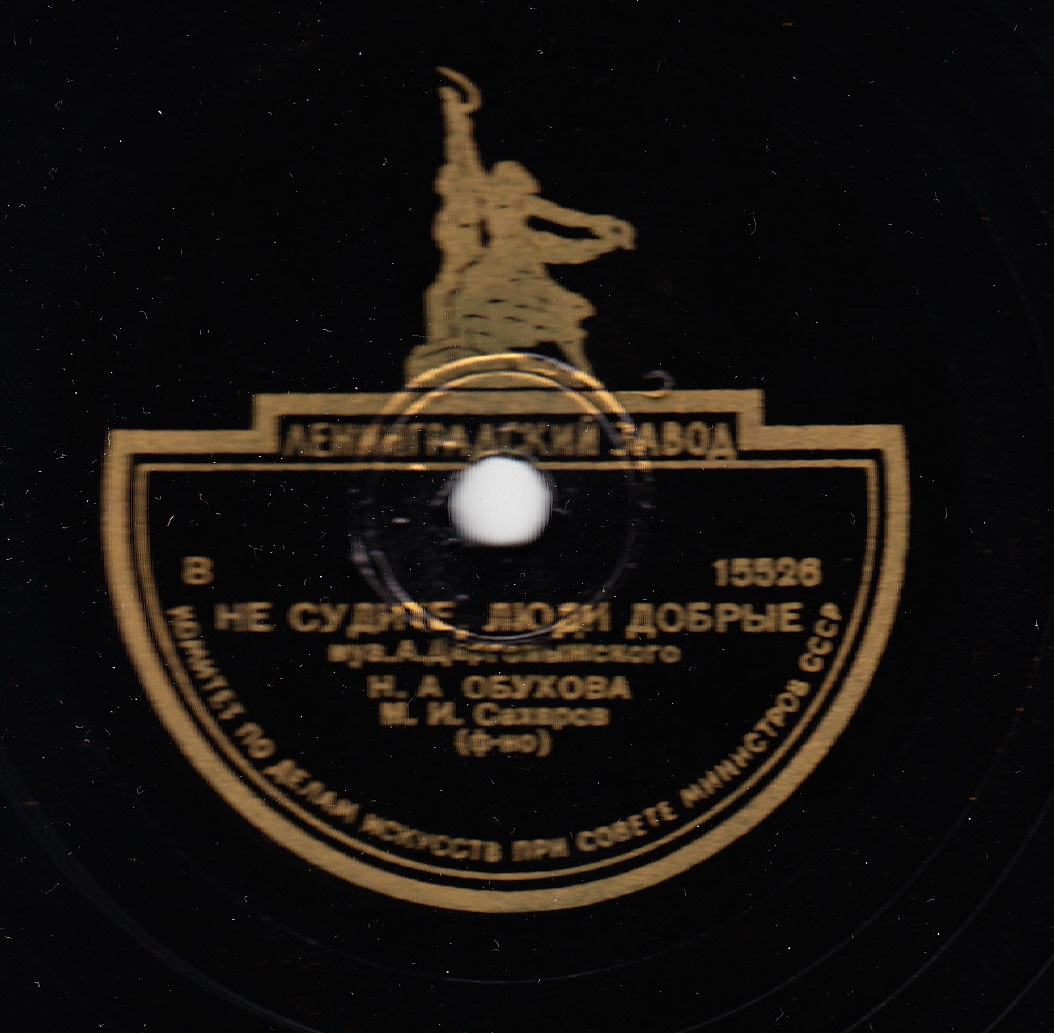 ЛЕНИНГРАДСКИЙ ЗАВОД
В 15526
НЕ СУДИТЕ, ЛЮДИ ДОБРЫЕ
муз. А. Даргомыжского
Н. А ОБУХОВА
М. И. Сахаров
(ф-но)
КОМИТЕТ ПО ДЕЛАМ ИСКУССТВ ПРИ СОВЕТЕ МИНИСТРОВ СССР